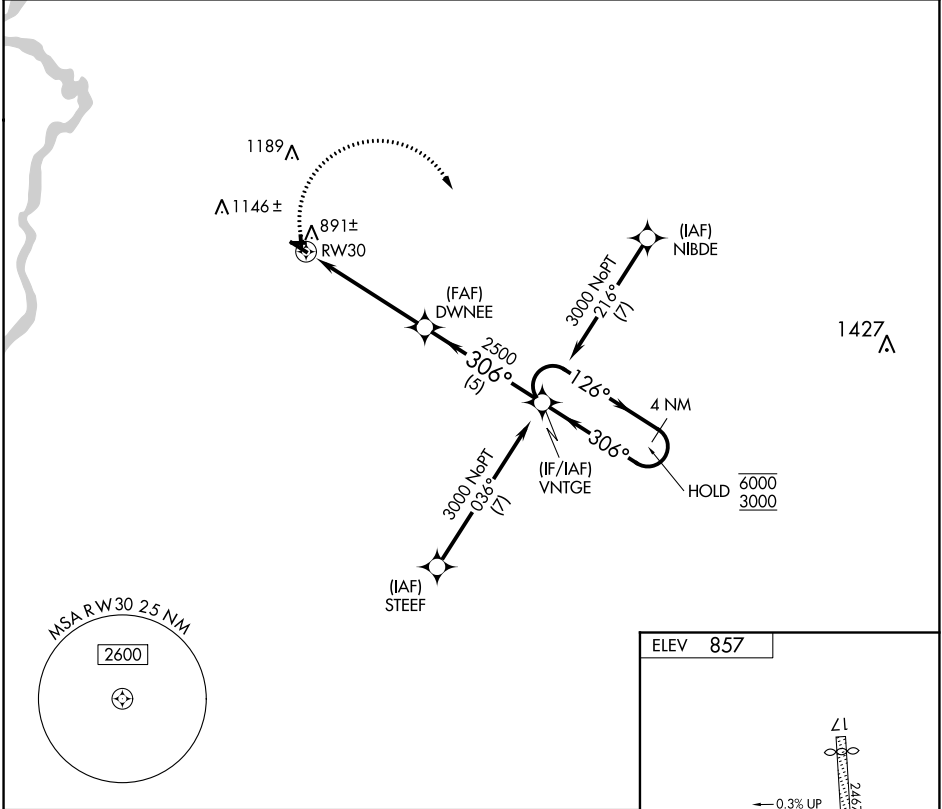 1189
1146 ±
891±
RW30
(IAF)
NIBDE
(FAF)
DWNEE
3000 NoPT
216°
(7)
1427
2500
306°
(5)
126°
4 NM
306°
(IF/IAF)
VNTGE
HOLD 6000
3000
3000 NoPT
036°
(7)
(IAF)
STEEF
MSA RW30 25 NM
2600
ELEV 857
17
0.3% UP